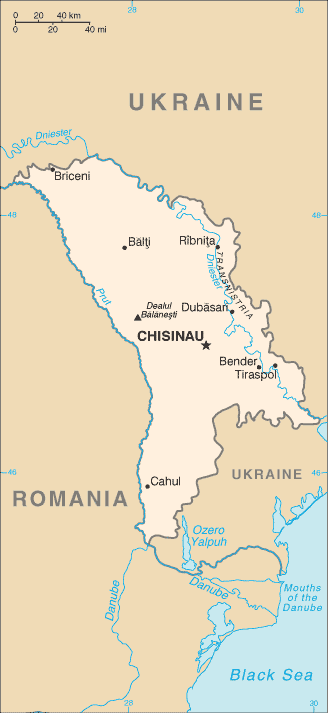 0 20 40 km
0 20 40 mi
28
30
UKRAINE
Dniester
Briceni
48
48
Bălţi
Rîbniţa
TRANSNISTRIA
Dniester
Prut
Dealul
Bălăneşti
Dubăsari
CHISINAU
Bender
Tiraspol
46
46
Cahul
UKRAINE
ROMANIA
Ozero
Yalpuh
Danube
Danube
Mouths
of the
Danube
Black Sea
28
30